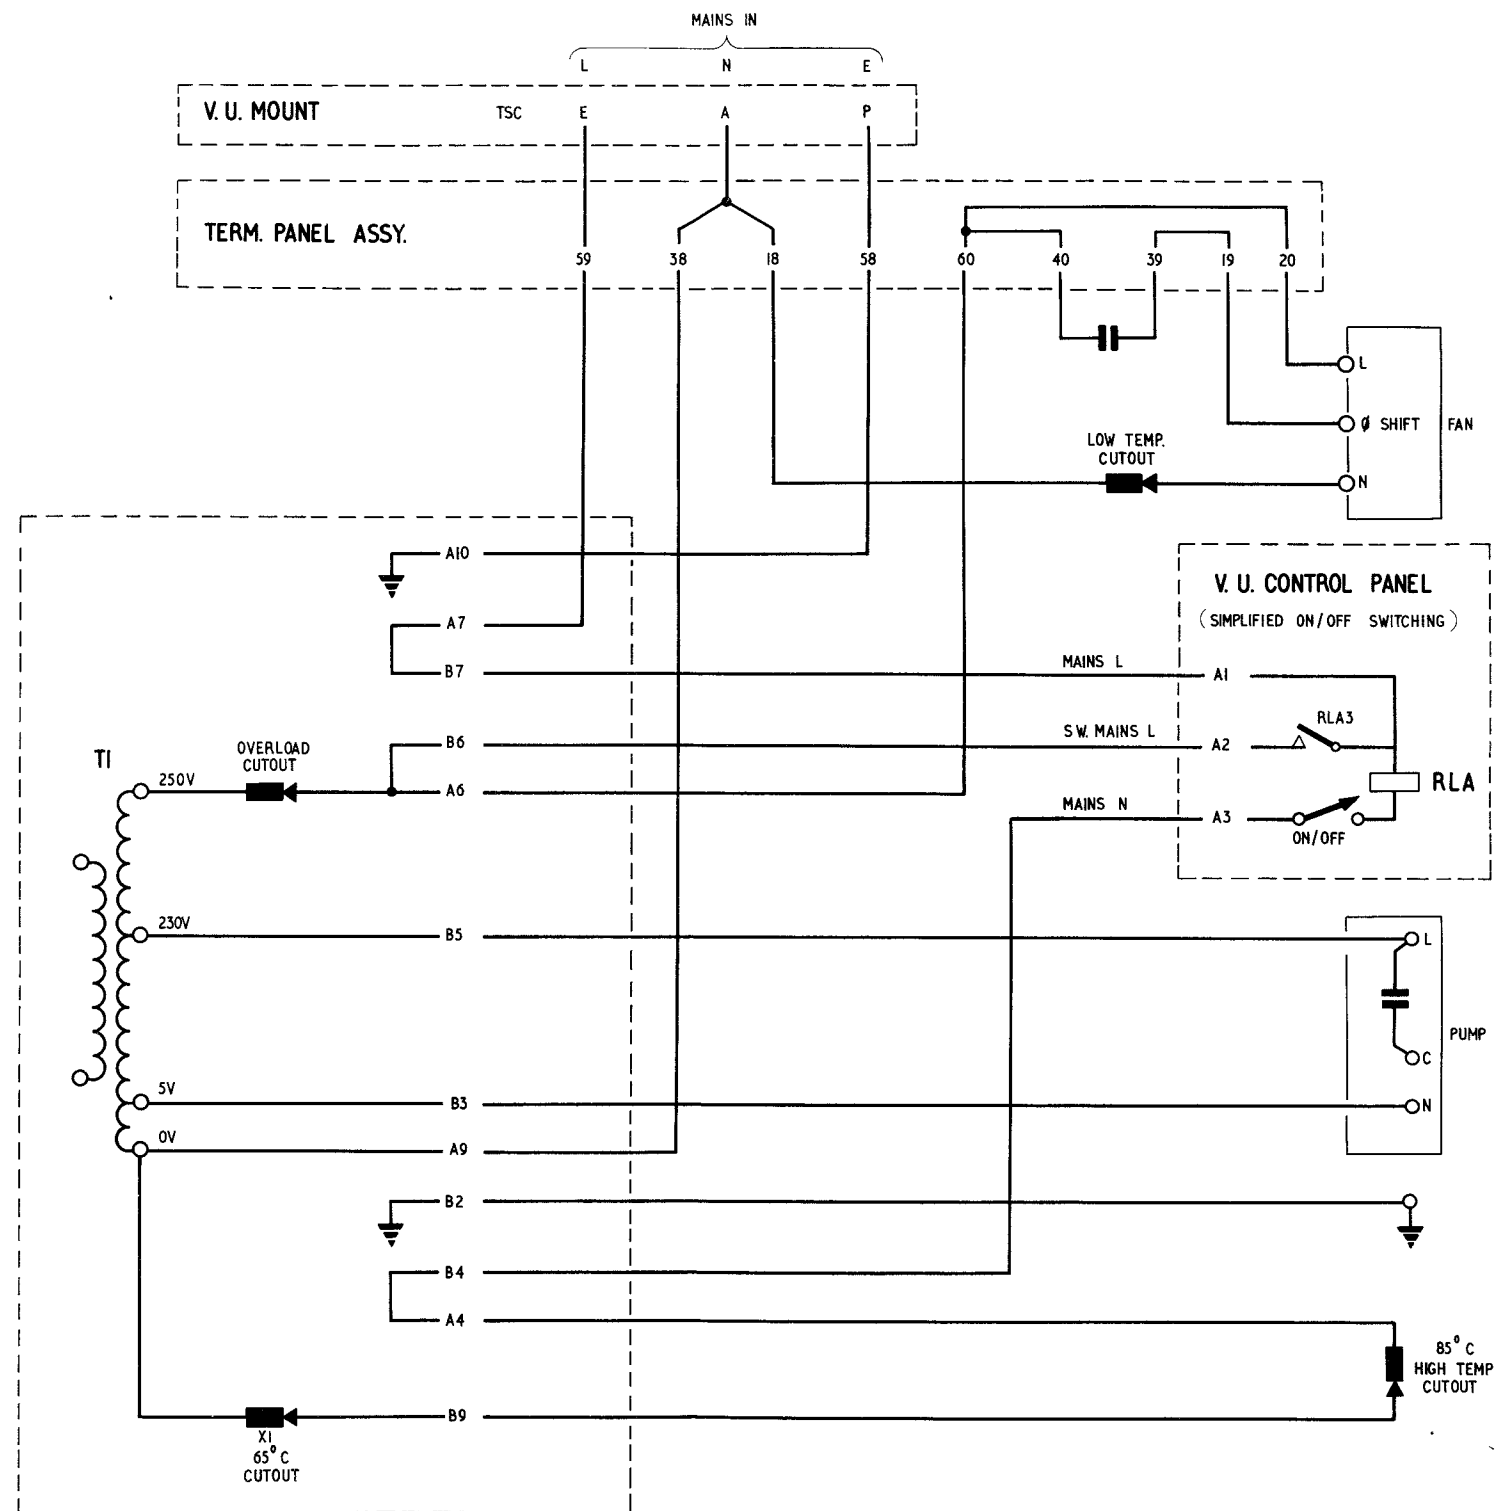 MAINS IN
L N E
V. U. MOUNT TSC E A P
TERM. PANEL ASSY.
59 38 18 58 60 40 39 19 20
L
Ø SHIFT FAN
LOW TEMP.
CUTOUT
N
A10
V. U. CONTROL PANEL
(SIMPLIFIED ON/OFF SWITCHING)
A7
MAINS L
B7 A1
RLA3
SW. MAINS L
B6 A2
T1
OVERLOAD
CUTOUT
250V
A6
RLA
MAINS N
A3
ON/OFF
230V
B5 L
PUMP
C
5V
B3 N
0V
A9
B2
B4
A4
85°C
HIGH TEMP
CUTOUT
B9
X1
65°C
CUTOUT